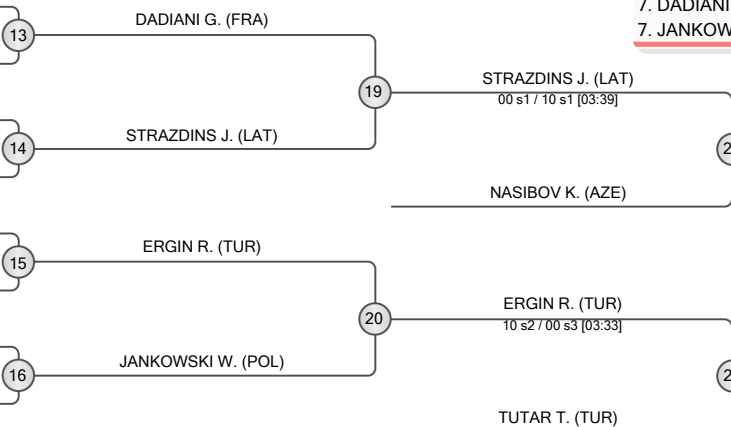 7. DADIANI
7. JANKOW
13
DADIANI G. (FRA)
19
STRAZDINS J. (LAT)
00 s1 / 10 s1 [03:39]
14
STRAZDINS J. (LAT)
2
NASIBOV K. (AZE)
15
ERGIN R. (TUR)
20
ERGIN R. (TUR)
10 s2 / 00 s3 [03:33]
16
JANKOWSKI W. (POL)
2
TUTAR T. (TUR)